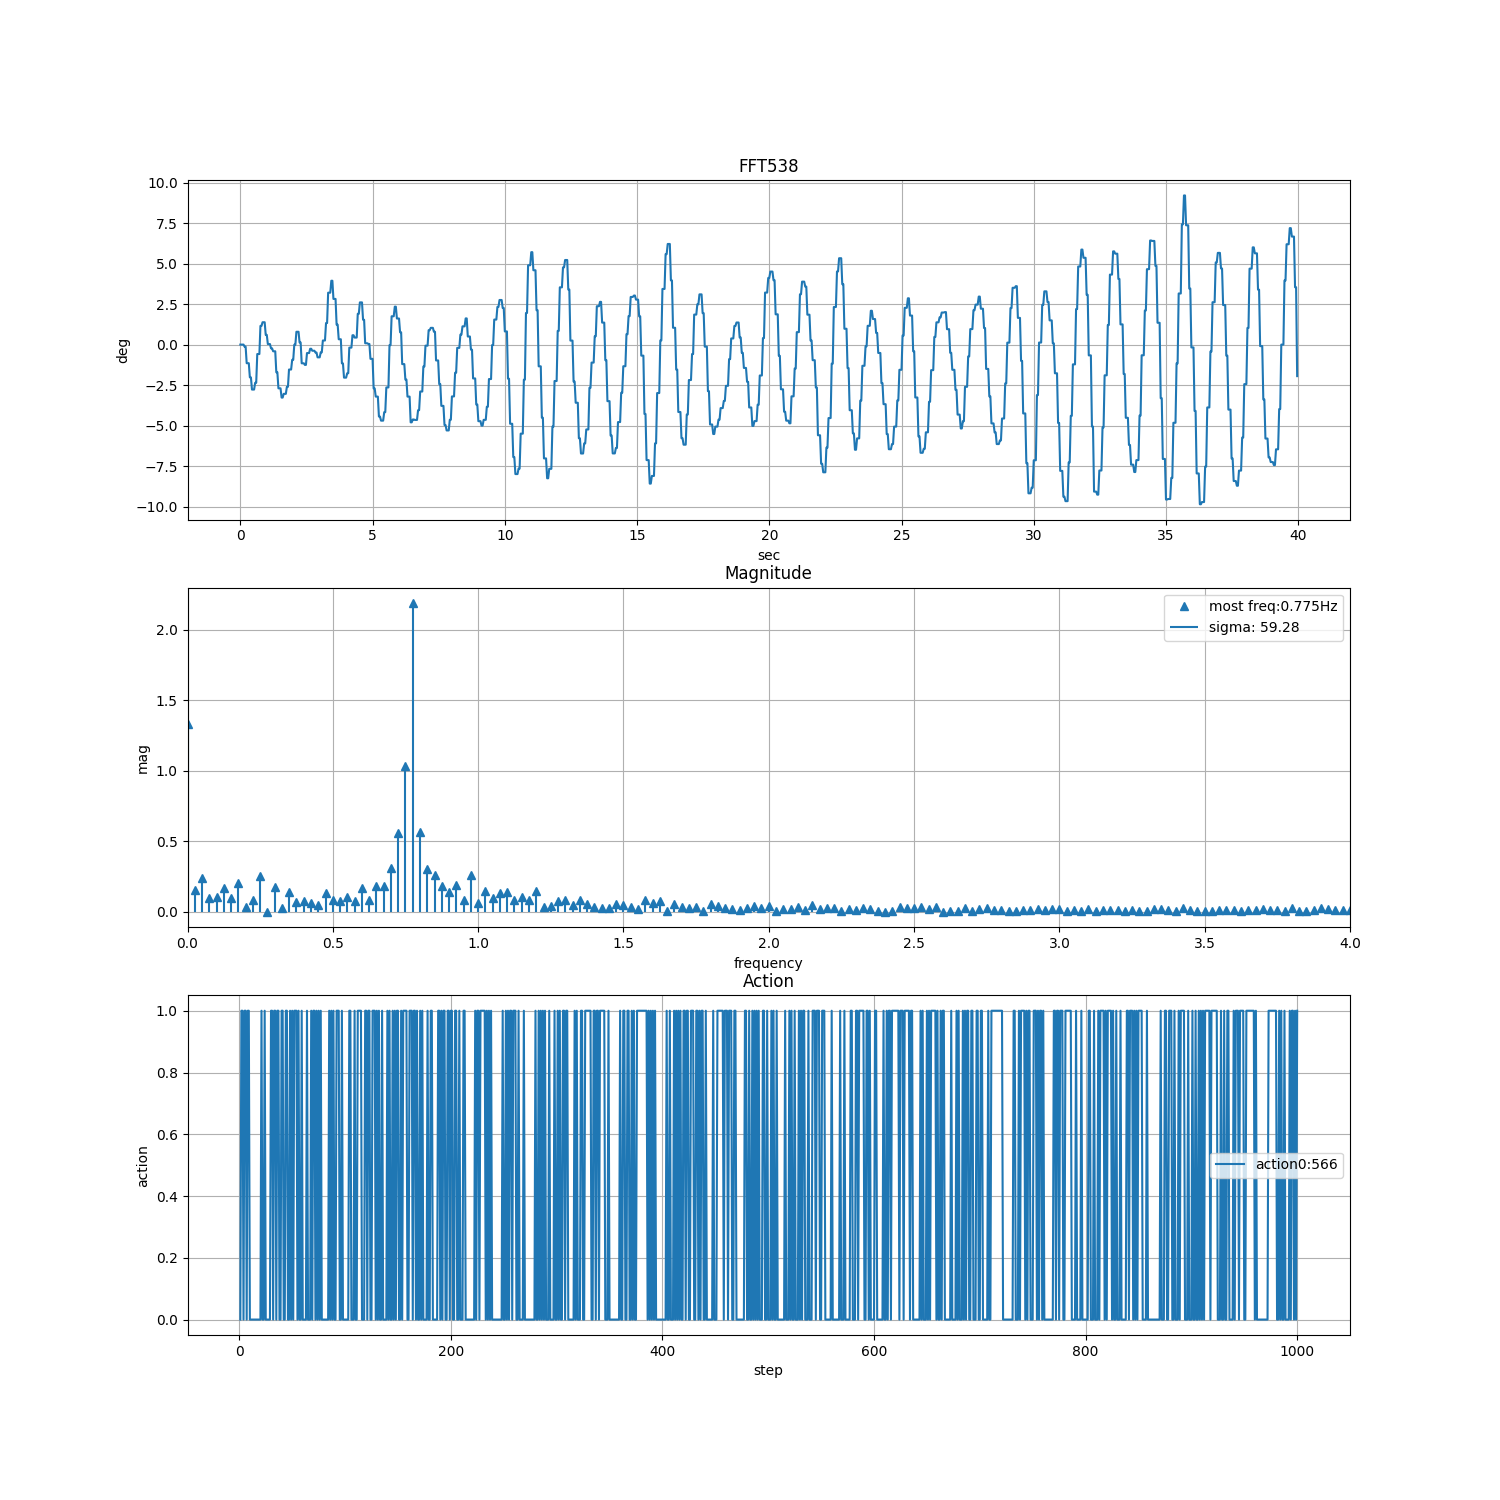 FFT538
10.0
7.5
5.0
2.5
0.0
−2.5
−5.0
−7.5
−10.0
deg
0 5 10 15 20 25 30 35 40
sec
Magnitude
most freq:0.775Hz
sigma: 59.28
2.0
1.5
1.0
0.5
0.0
mag
0.0 0.5 1.0 1.5 2.0 2.5 3.0 3.5 4.0
frequency
Action
1.0
0.8
0.6
0.4
0.2
0.0
action
action0:566
0 200 400 600 800 1000
step